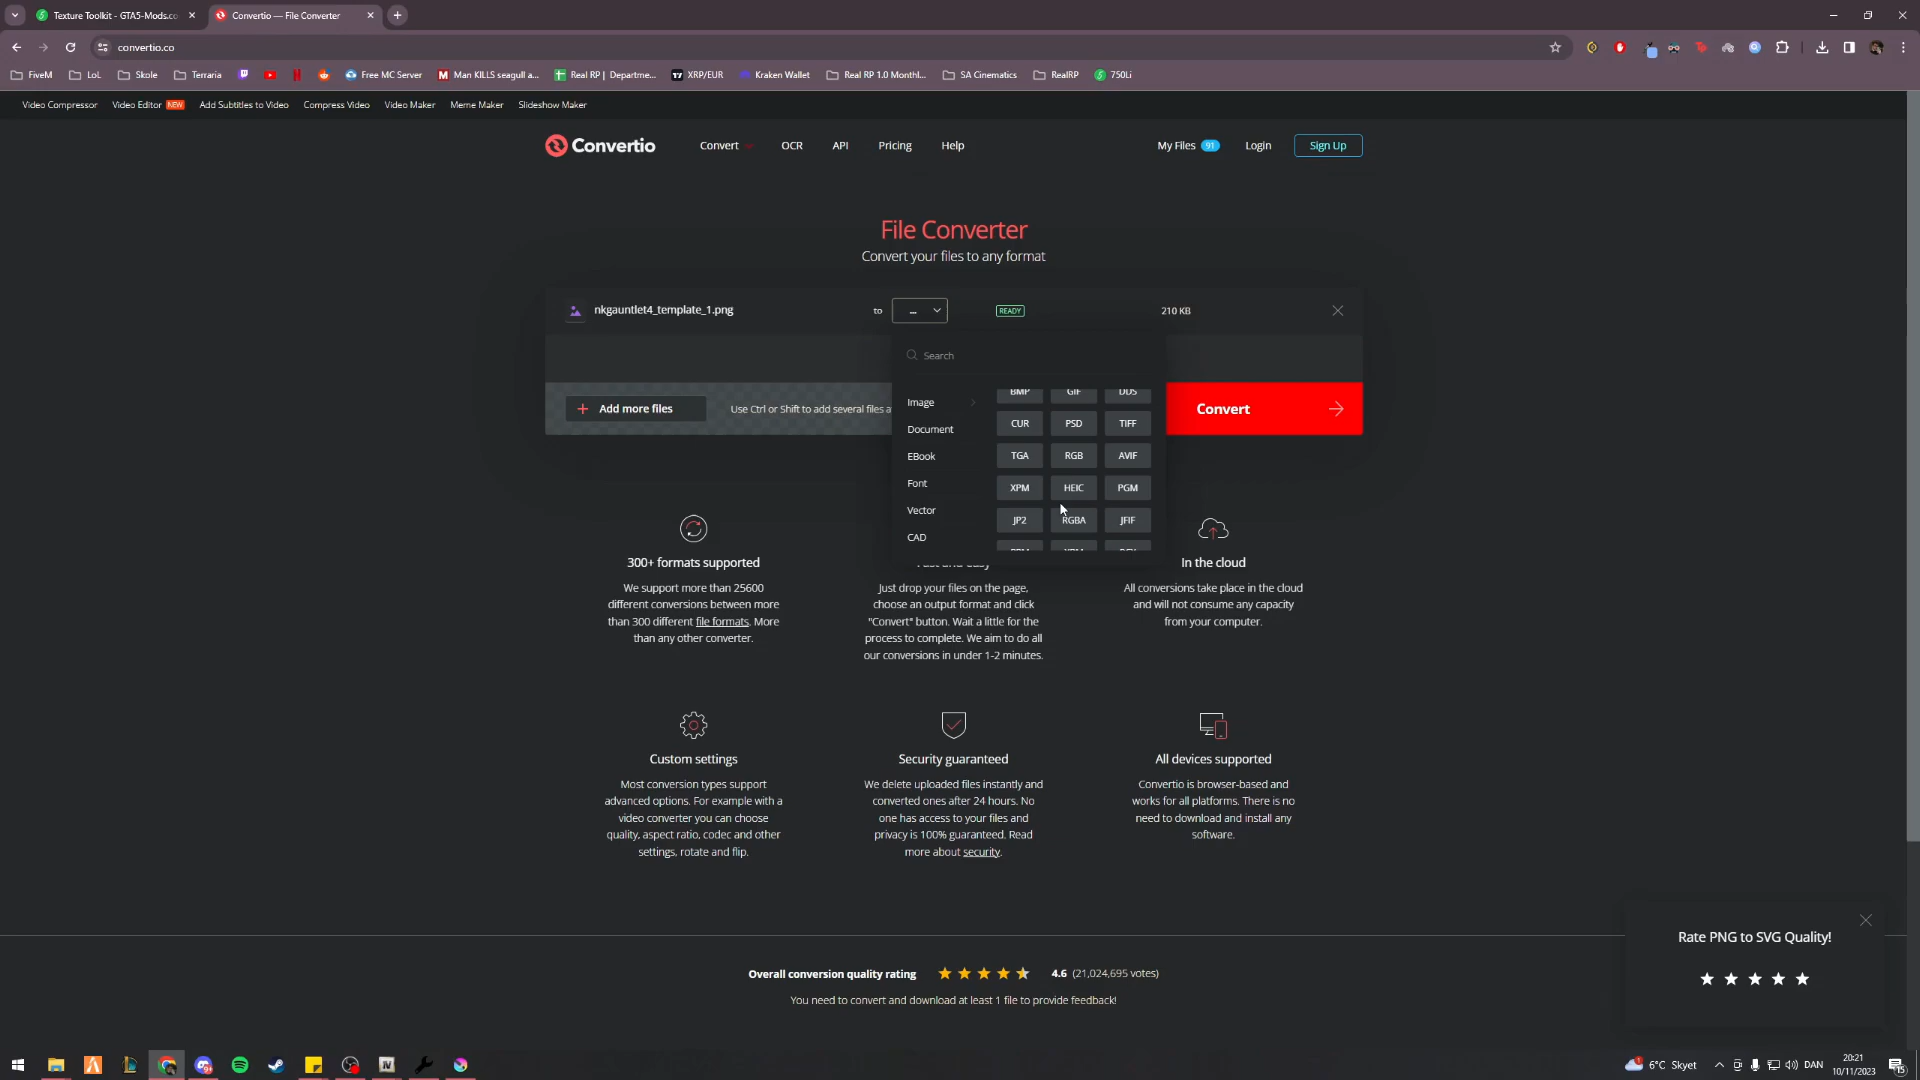 Texture Toolkit - GTA5-Mods.co
Convertio — File Converter
convertio.co
FiveM
LoL
Skole
Terraria
Free MC Server
Man KILLS seagull a...
Real RP | Departme...
XRP/EUR
Kraken Wallet
Real RP 1.0 Monthl...
SA Cinematics
RealRP
750Li
Video Compressor
Video Editor NEW
Add Subtitles to Video
Compress Video
Video Maker
Meme Maker
Slideshow Maker
Convertio
Convert
OCR
API
Pricing
Help
My Files 91
Login
Sign Up
File Converter
Convert your files to any format
nkgauntlet4_template_1.png
to
...
READY
210 KB
Search
Add more files
Use Ctrl or Shift to add several files a
Convert
Image
Document
EBook
Font
Vector
CAD
BMP GIF DDS
CUR PSD TIFF
TGA RGB AVIF
XPM HEIC PGM
JP2 RGBA JFIF
300+ formats supported
We support more than 25600
different conversions between more
than 300 different file formats. More
than any other converter.
Fast and easy
Just drop your files on the page,
choose an output format and click
"Convert" button. Wait a little for the
process to complete. We aim to do all
our conversions in under 1-2 minutes.
In the cloud
All conversions take place in the cloud
and will not consume any capacity
from your computer.
Custom settings
Most conversion types support
advanced options. For example with a
video converter you can choose
quality, aspect ratio, codec and other
settings, rotate and flip.
Security guaranteed
We delete uploaded files instantly and
converted ones after 24 hours. No
one has access to your files and
privacy is 100% guaranteed. Read
more about security.
All devices supported
Convertio is browser-based and
works for all platforms. There is no
need to download and install any
software.
Rate PNG to SVG Quality!
Overall conversion quality rating
4.6 (21,024,695 votes)
You need to convert and download at least 1 file to provide feedback!
6°C Skyet
DAN
20:21
10/11/2023
15